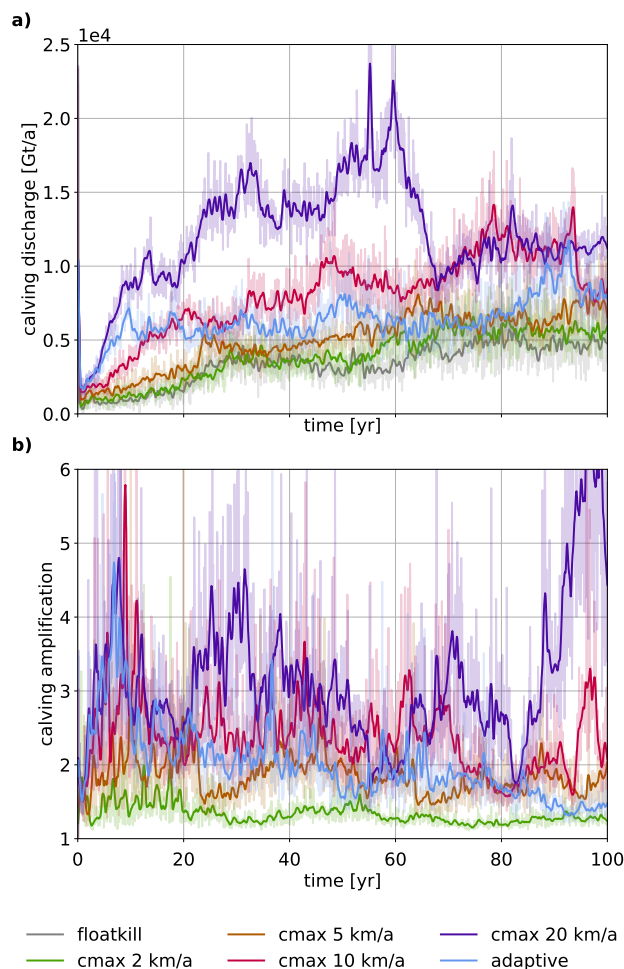 a)
1e4
2.5
2.0
1.5
1.0
0.5
0.0
calving discharge [Gt/a]
time [yr]
b)
6
5
4
3
2
1
calving amplification
0 20 40 60 80 100
time [yr]
floatkill cmax 5 km/a cmax 20 km/a
cmax 2 km/a cmax 10 km/a adaptive